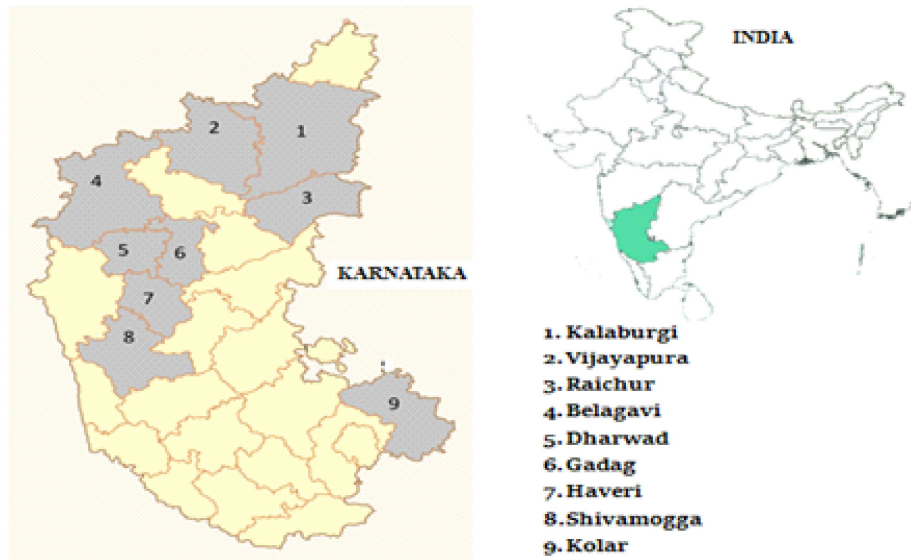 INDIA
1
2
3
4
5
6
7
8
9
KARNATAKA
1. Kalaburgi
2. Vijayapura
3. Raichur
4. Belagavi
5. Dharwad
6. Gadag
7. Haveri
8. Shivamogga
9. Kolar